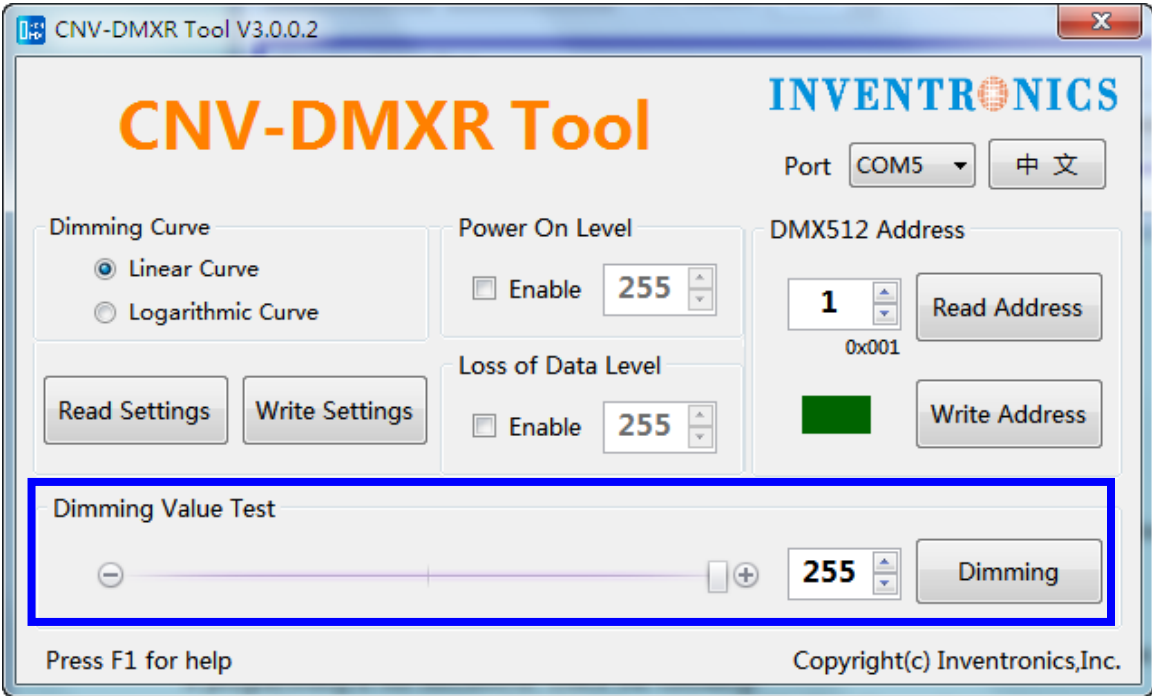 CNV-DMXR Tool V3.0.0.2
CNV-DMXR Tool
INVENTRONICS
Port COM5 中 文
Dimming Curve
Linear Curve
Logarithmic Curve
Read Settings Write Settings
Power On Level
Enable 255
Loss of Data Level
Enable 255
DMX512 Address
1 Read Address
0x001
Write Address
Dimming Value Test
255 Dimming
Press F1 for help Copyright(c) Inventronics,Inc.